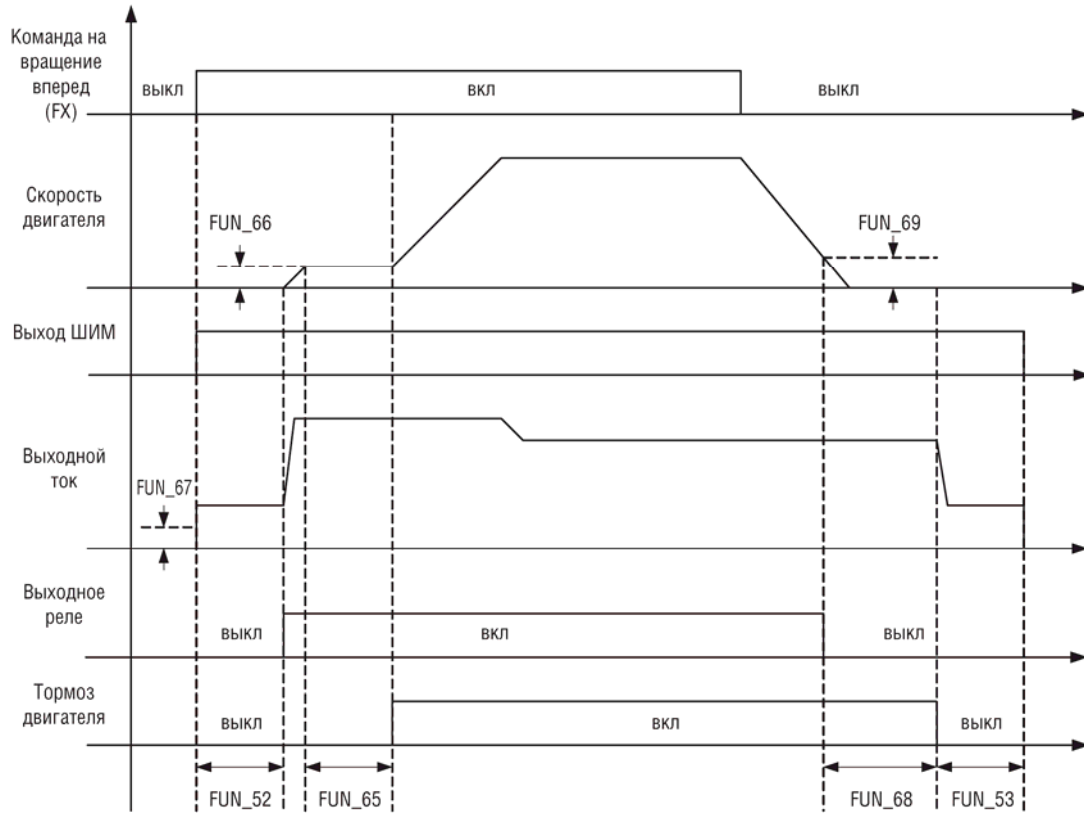 Команда на
вращение
вперед
(FX)
выкл
вкл
выкл
Скорость
двигателя
FUN_66
FUN_69
Выход ШИМ
Выходной
ток
FUN_67
Выходное
реле
выкл
вкл
выкл
Тормоз
двигателя
выкл
вкл
выкл
FUN_52
FUN_65
FUN_68
FUN_53